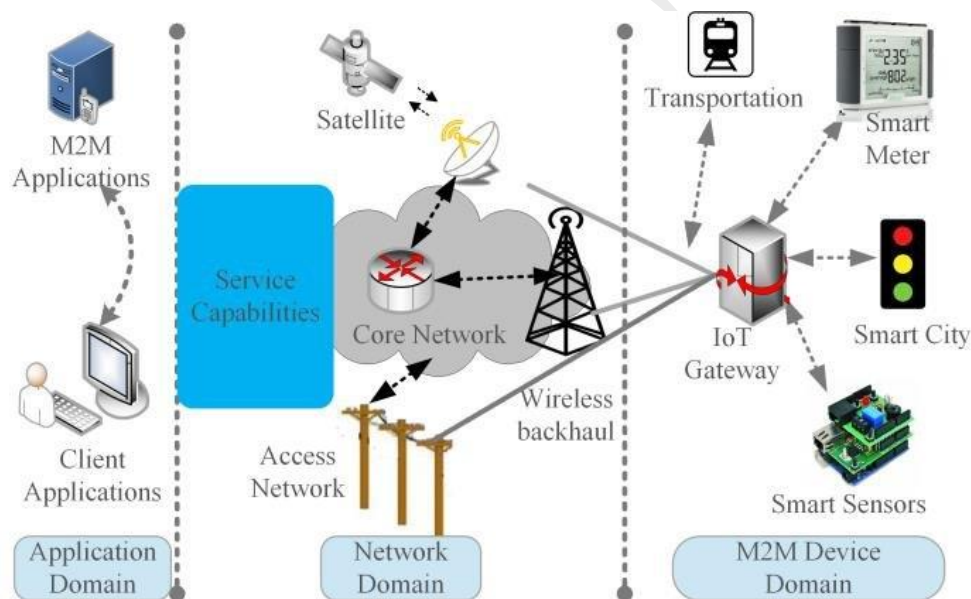 M2M
Applications
Client
Applications
Application
Domain
Satellite
Service
Capabilities
Core Network
Access
Network
Wireless
backhaul
Network
Domain
Transportation
Smart
Meter
IoT
Gateway
Smart City
Smart Sensors
M2M Device
Domain